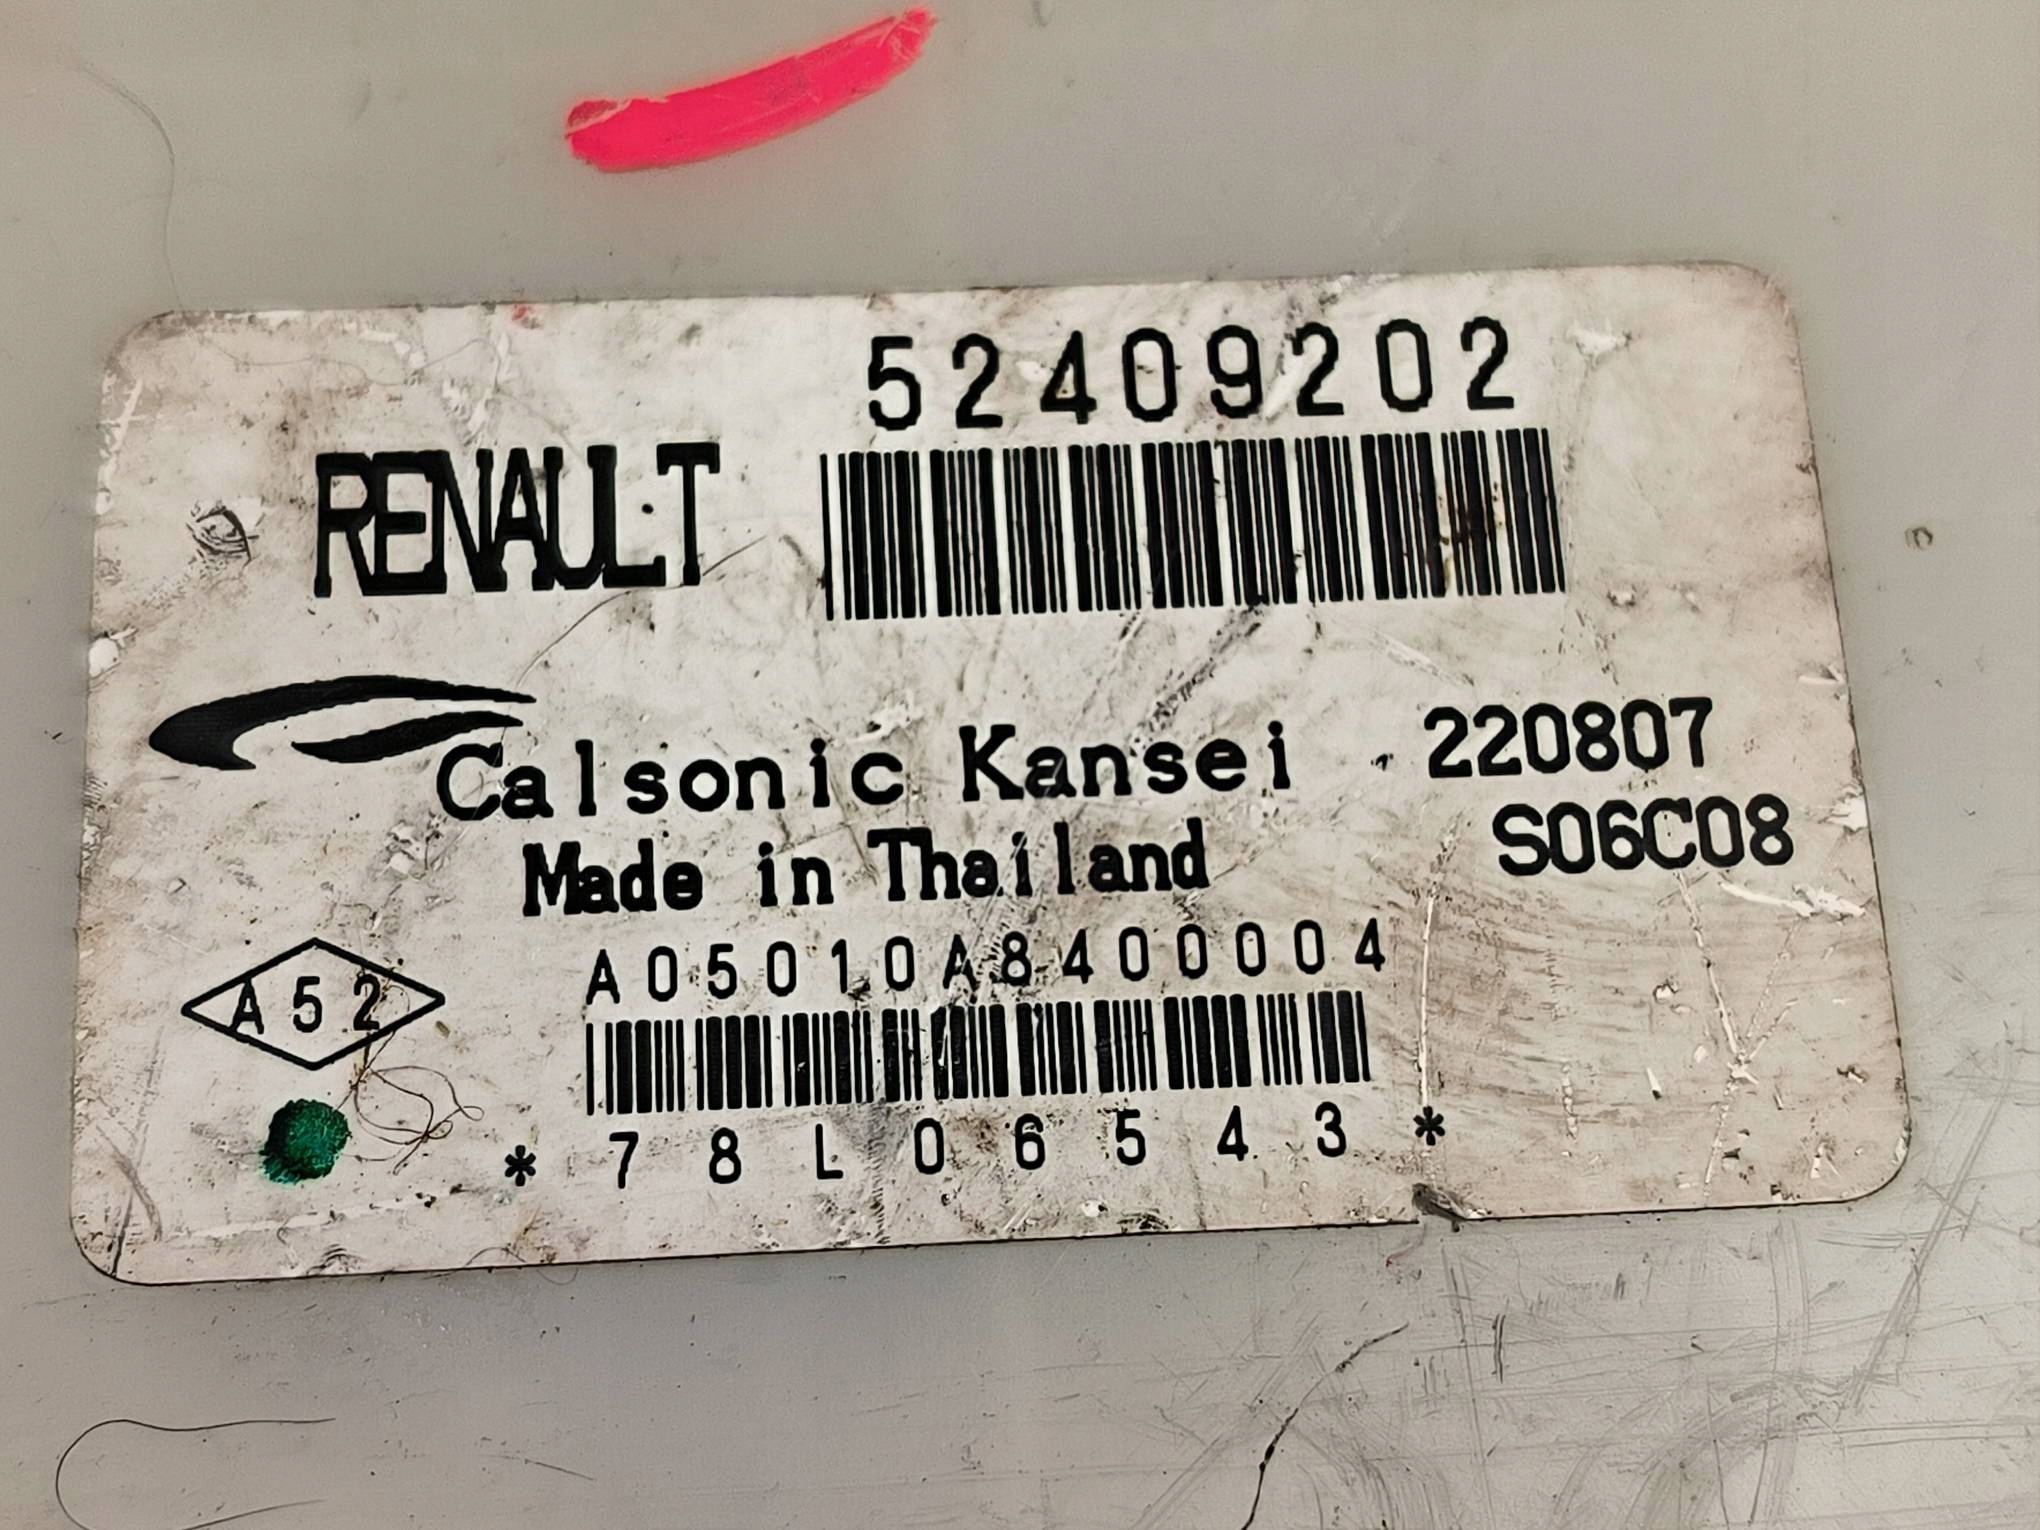 52409202
RENAULT
Calsonic Kansei 220807
Made in Thailand S06C08
A05010A8400004
A52
*78L06543*